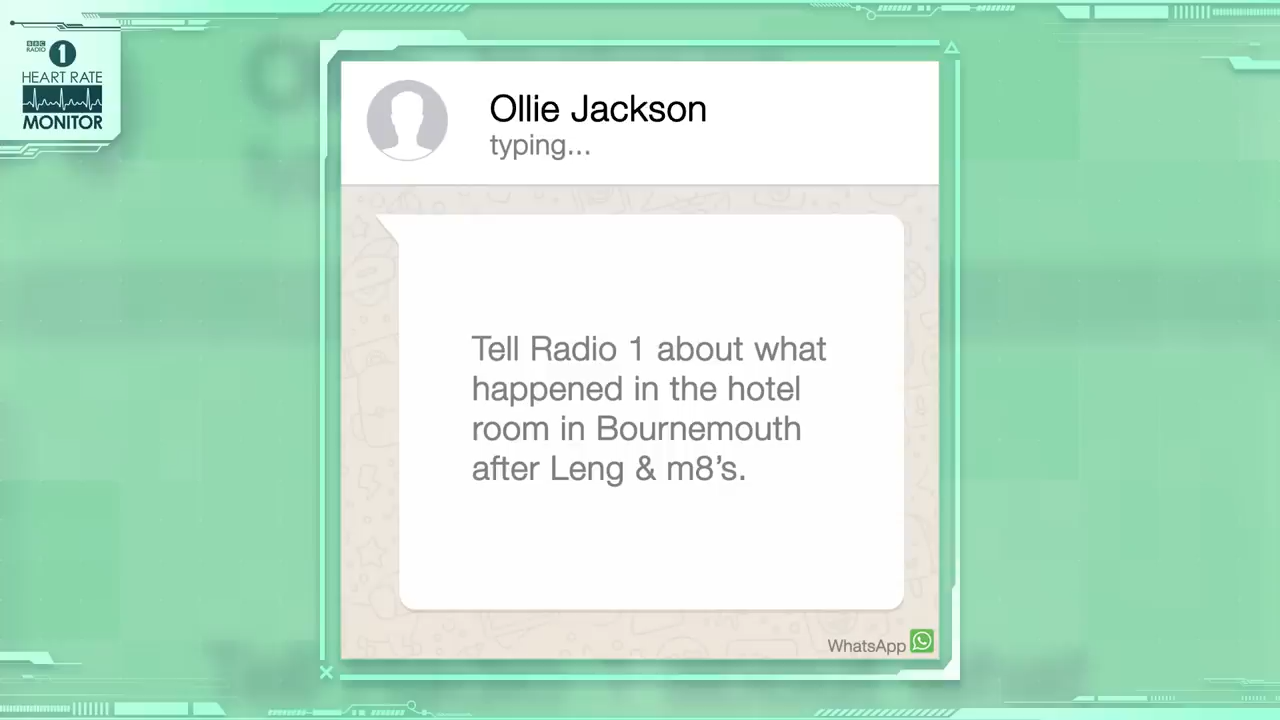 BBC
RADIO
1
HEART RATE
MONITOR
Ollie Jackson
typing...
Tell Radio 1 about what
happened in the hotel
room in Bournemouth
after Leng & m8’s.
WhatsApp